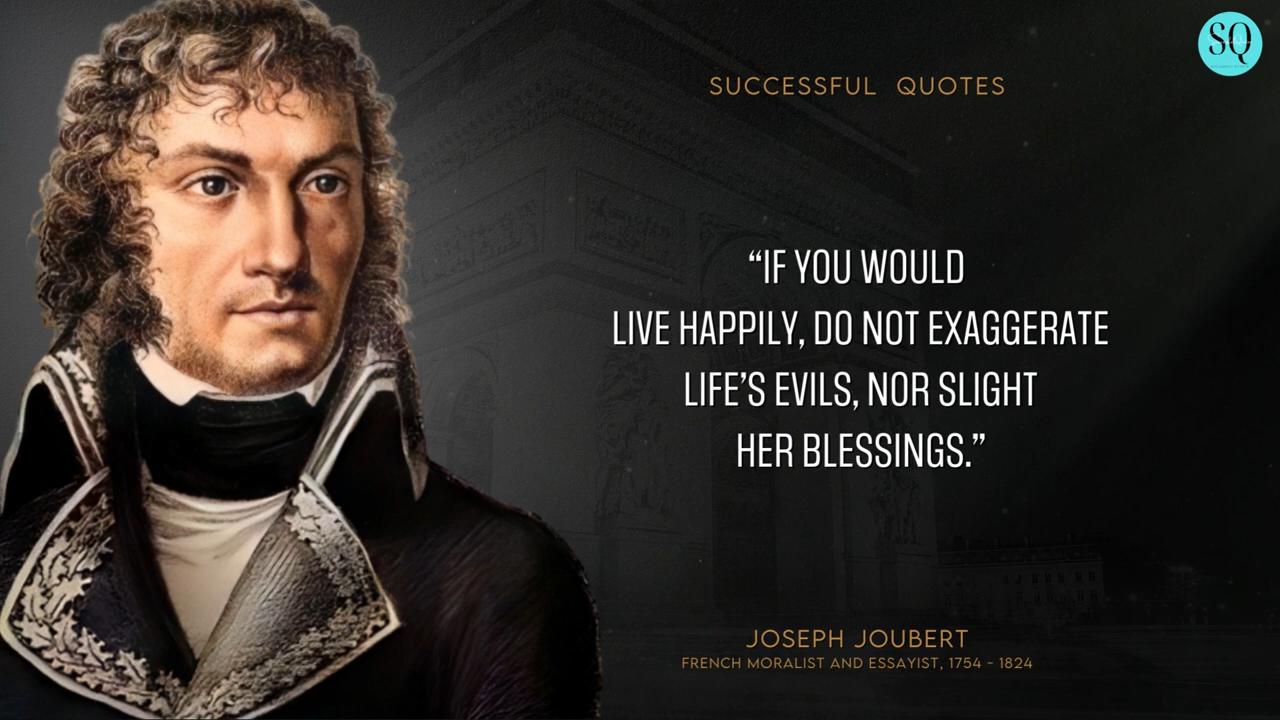 SQ
SUCCESSFUL QUOTES
“IF YOU WOULD
LIVE HAPPILY, DO NOT EXAGGERATE
LIFE’S EVILS, NOR SLIGHT
HER BLESSINGS.”
JOSEPH JOUBERT
FRENCH MORALIST AND ESSAYIST, 1754 - 1824